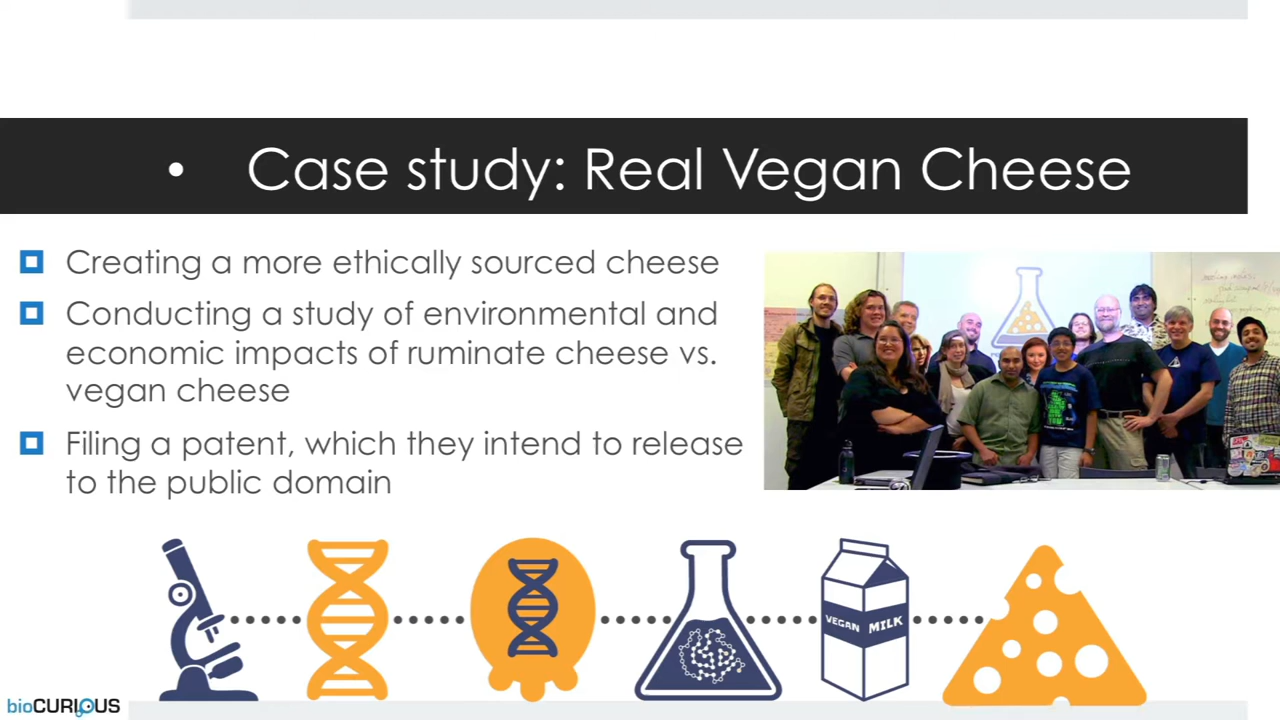 • Case study: Real Vegan Cheese
Creating a more ethically sourced cheese
Conducting a study of environmental and
economic impacts of ruminate cheese vs.
vegan cheese
Filing a patent, which they intend to release
to the public domain
VEGAN MILK
bioCURIOUS